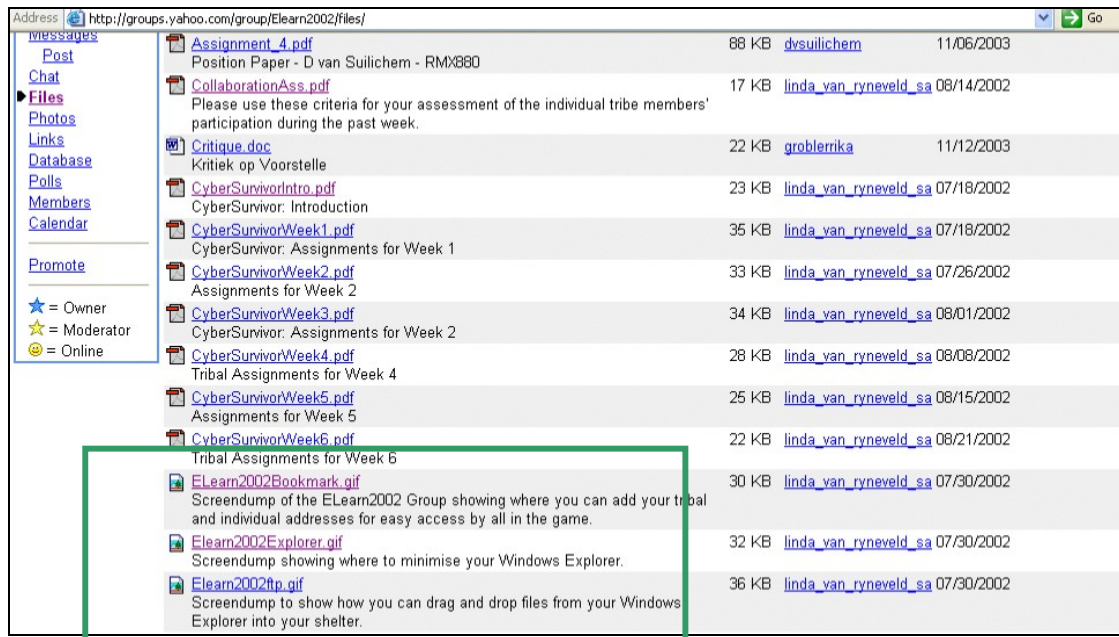 Address http://groups.yahoo.com/group/Elearn2002/files/ Go
Messages
Post
Chat
Files
Photos
Links
Database
Polls
Members
Calendar
Promote
= Owner
= Moderator
= Online
Assignment_4.pdf 88 KB dvsuilichem 11/06/2003
Position Paper - D van Suilichem - RMX880
CollaborationAss.pdf 17 KB linda_van_ryneveld_sa 08/14/2002
Please use these criteria for your assessment of the individual tribe members'
participation during the past week.
Critique.doc 22 KB groblerrika 11/12/2003
Kritiek op Voorstelle
CyberSurvivorIntro.pdf 23 KB linda_van_ryneveld_sa 07/18/2002
CyberSurvivor: Introduction
CyberSurvivorWeek1.pdf 35 KB linda_van_ryneveld_sa 07/18/2002
CyberSurvivor: Assignments for Week 1
CyberSurvivorWeek2.pdf 33 KB linda_van_ryneveld_sa 07/26/2002
Assignments for Week 2
CyberSurvivorWeek3.pdf 34 KB linda_van_ryneveld_sa 08/01/2002
CyberSurvivor: Assignments for Week 2
CyberSurvivorWeek4.pdf 28 KB linda_van_ryneveld_sa 08/08/2002
Tribal Assignments for Week 4
CyberSurvivorWeek5.pdf 25 KB linda_van_ryneveld_sa 08/15/2002
Assignments for Week 5
CyberSurvivorWeek6.pdf 22 KB linda_van_ryneveld_sa 08/21/2002
Tribal Assignments for Week 6
ELearn2002Bookmark.gif 30 KB linda_van_ryneveld_sa 07/30/2002
Screendump of the ELearn2002 Group showing where you can add your tribal
and individual addresses for easy access by all in the game.
Elearn2002Explorer.gif 32 KB linda_van_ryneveld_sa 07/30/2002
Screendump showing where to minimise your Windows Explorer.
Elearn2002ftp.gif 36 KB linda_van_ryneveld_sa 07/30/2002
Screendump to show how you can drag and drop files from your Windows
Explorer into your shelter.